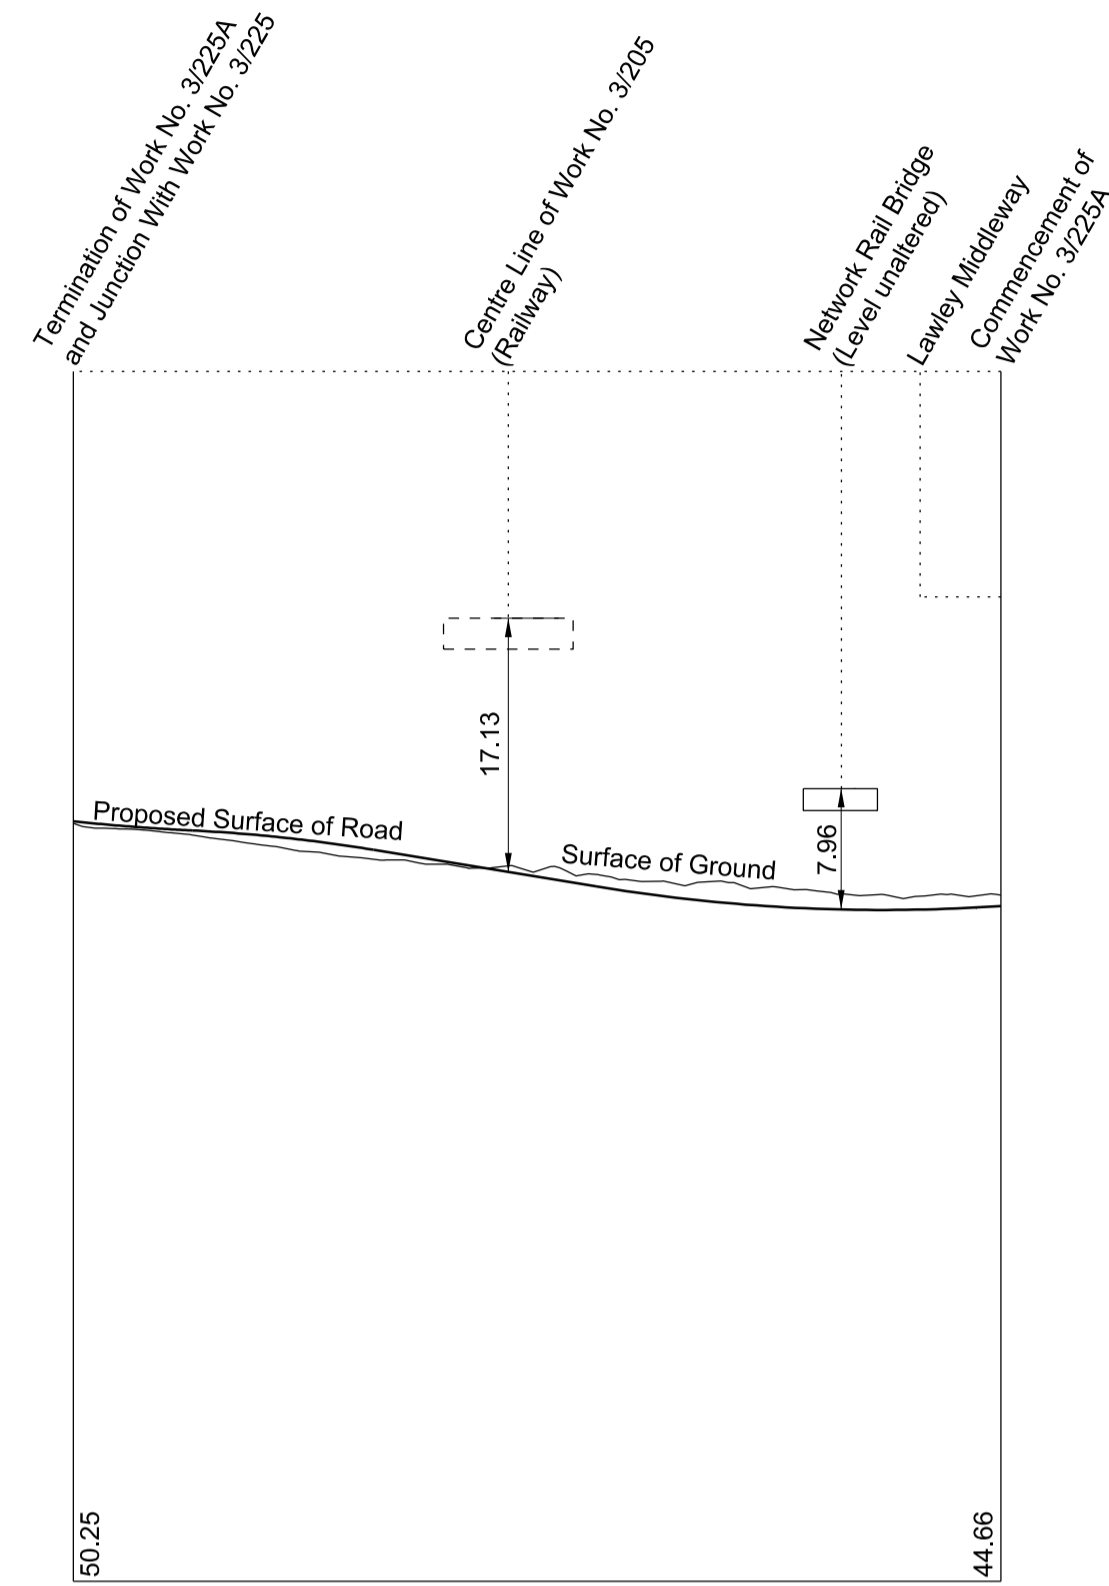 Termination of Work No. 3/225A
and Junction With Work No. 3/225
Centre Line of Work No. 3/205
(Railway)
Network Rail Bridge
(Level unaltered)
Lawley Middleway
Commencement of
Work No. 3/225A
17.13
7.96
Proposed Surface of Road
Surface of Ground
50.25
44.66